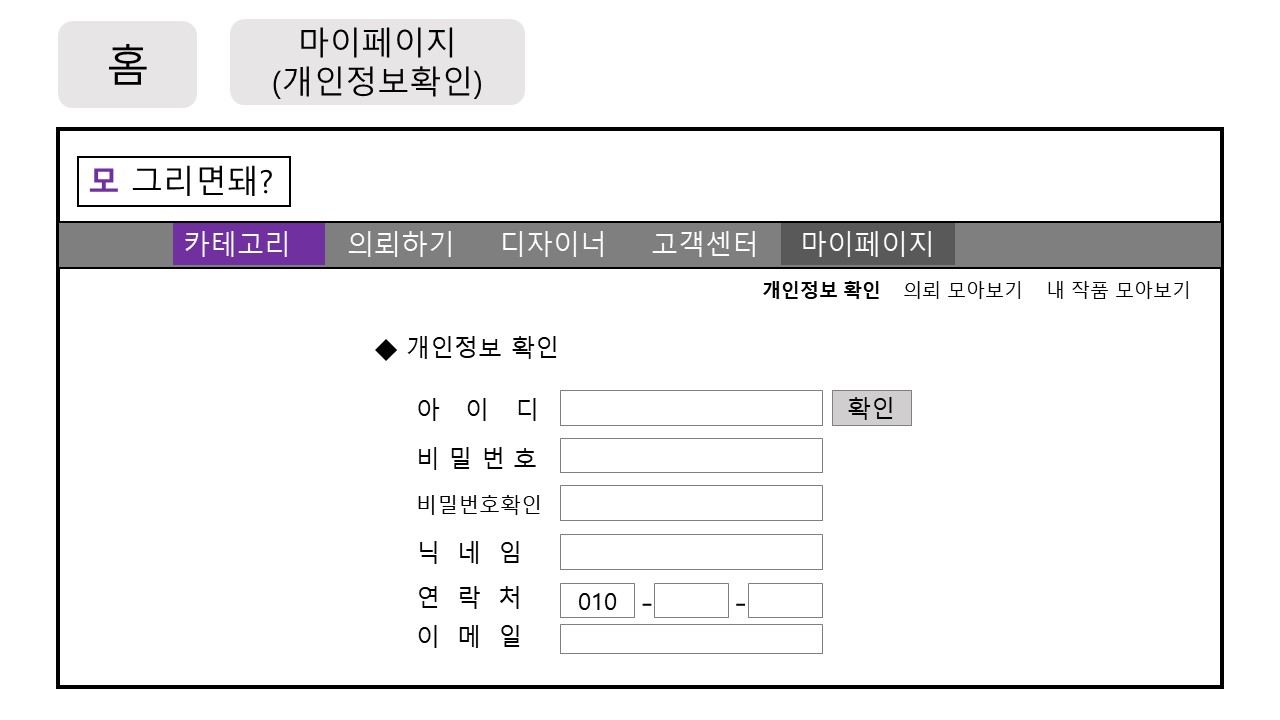 홈
마이페이지
(개인정보확인)
모 그리면돼?
카테고리 의뢰하기 디자이너 고객센터 마이페이지
개인정보 확인 의뢰 모아보기 내 작품 모아보기
◆ 개인정보 확인
아 이 디 확인
비 밀 번 호
비밀번호확인
닉 네 임
연 락 처 010 - -
이 메 일